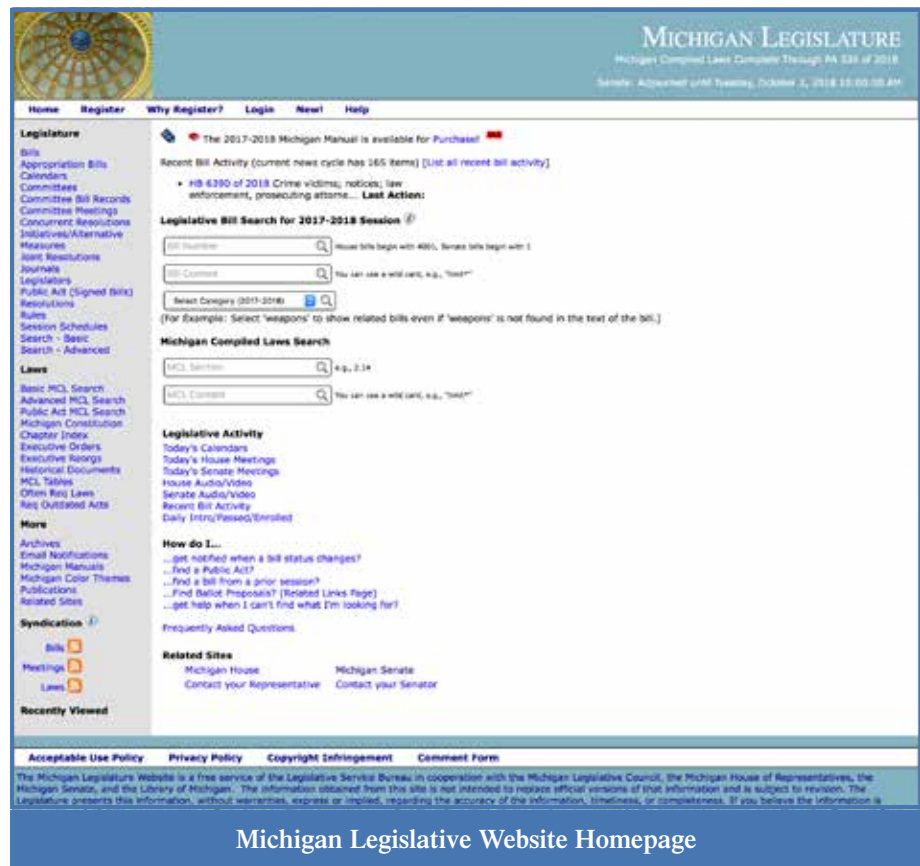 MICHIGAN LEGISLATURE
Michigan Compiled Laws Complete Through PA 335 of 2018
Senate: Adjourned until Tuesday, October 2, 2018 10:00:00 AM
Home Register Why Register? Login New! Help
Legislature
Bills
Appropriation Bills
Calendars
Committees
Committee Bill Records
Committee Meetings
Concurrent Resolutions
Initiatives/Alternative
Measures
Joint Resolutions
Journals
Legislators
Public Act (Signed Bills)
Resolutions
Rules
Session Schedules
Search - Basic
Search - Advanced
Laws
Basic MCL Search
Advanced MCL Search
Public Act MCL Search
Michigan Constitution
Chapter Index
Executive Orders
Executive Reorgs
Historical Documents
MCL Tables
Often Req Laws
Req Outdated Acts
More
Archives
Email Notifications
Michigan Manuals
Michigan Color Themes
Publications
Related Sites
Syndication
Bills
Meetings
Laws
Recently Viewed
The 2017-2018 Michigan Manual is available for Purchase!
Recent Bill Activity (current news cycle has 165 items) [List all recent bill activity]
• HB 6390 of 2018 Crime victims; notices; law
enforcement, prosecuting attorne... Last Action:
Legislative Bill Search for 2017-2018 Session
Bill Number House bills begin with 4001, Senate bills begin with 1
Bill Content You can use a wild card, e.g., "limit*"
Select Category (2017-2018)
(For Example: Select 'weapons' to show related bills even if 'weapons' is not found in the text of the bill.)
Michigan Compiled Laws Search
MCL Section e.g., 2.1*
MCL Content You can use a wild card, e.g., "limit*"
Legislative Activity
Today's Calendars
Today's House Meetings
Today's Senate Meetings
House Audio/Video
Senate Audio/Video
Recent Bill Activity
Daily Intro/Passed/Enrolled
How do I...
...get notified when a bill status changes?
...find a Public Act?
...find a bill from a prior session?
...Find Ballot Proposals? (Related Links Page)
...get help when I can't find what I'm looking for?
Frequently Asked Questions
Related Sites
Michigan House Michigan Senate
Contact your Representative Contact your Senator
Acceptable Use Policy Privacy Policy Copyright Infringement Comment Form
The Michigan Legislature Website is a free service of the Legislative Service Bureau in cooperation with the Michigan Legislative Council, the Michigan House of Representatives, the
Michigan Senate, and the Library of Michigan. The information obtained from this site is not intended to replace official versions of that information and is subject to revision. The
Legislature presents this information, without warranties, express or implied, regarding the accuracy of the information, timeliness, or completeness. If you believe the information is
Michigan Legislative Website Homepage